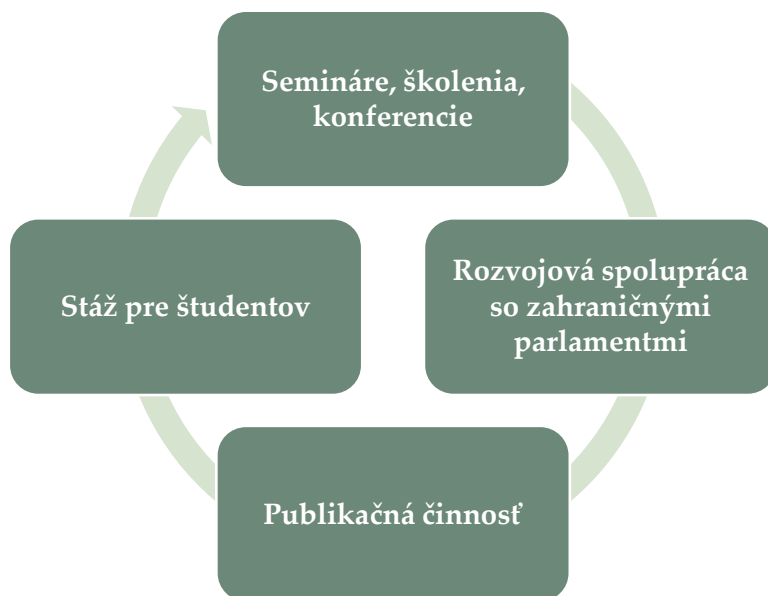 Semináre, školenia,
konferencie
Rozvojová spolupráca
so zahraničnými
parlamentmi
Publikačná činnosť
Stáž pre študentov